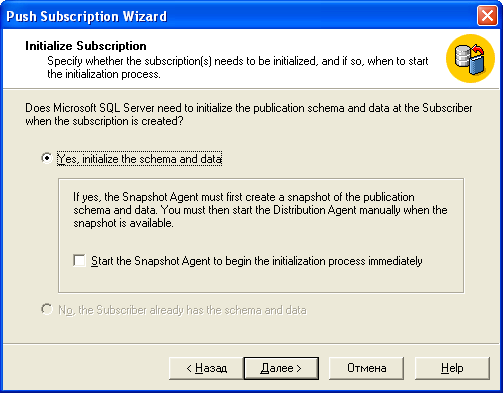 Push Subscription Wizard
Initialize Subscription
Specify whether the subscription(s) needs to be initialized, and if so, when to start
the initialization process.
Does Microsoft SQL Server need to initialize the publication schema and data at the Subscriber
when the subscription is created?
Yes, initialize the schema and data
If yes, the Snapshot Agent must first create a snapshot of the publication
schema and data. You must then start the Distribution Agent manually when the
snapshot is available.
Start the Snapshot Agent to begin the initialization process immediately
No, the Subscriber already has the schema and data
< Назад Далее > Отмена Help